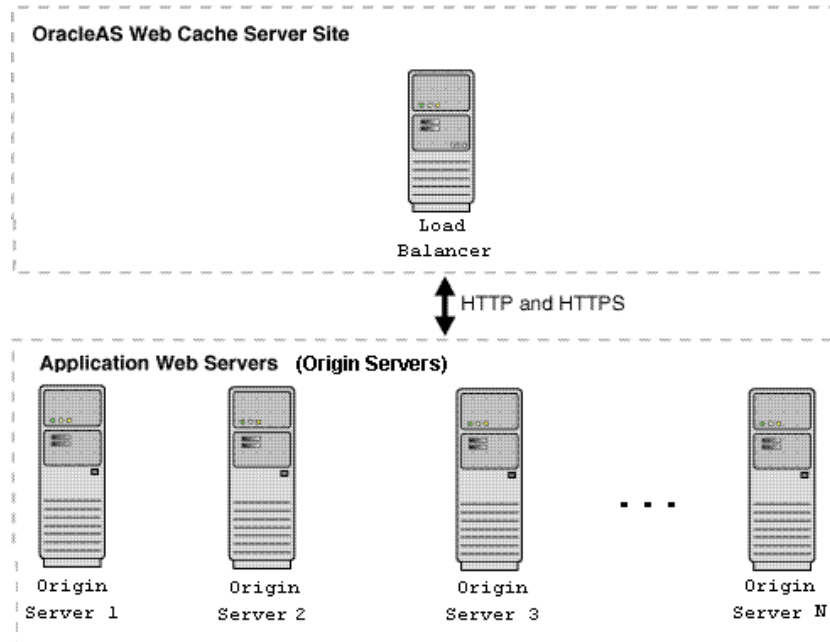 OracleAS Web Cache Server Site
Load
Balancer
HTTP and HTTPS
Application Web Servers (Origin Servers)
Origin
Server 1
Origin
Server 2
Origin
Server 3
. . .
Origin
Server N